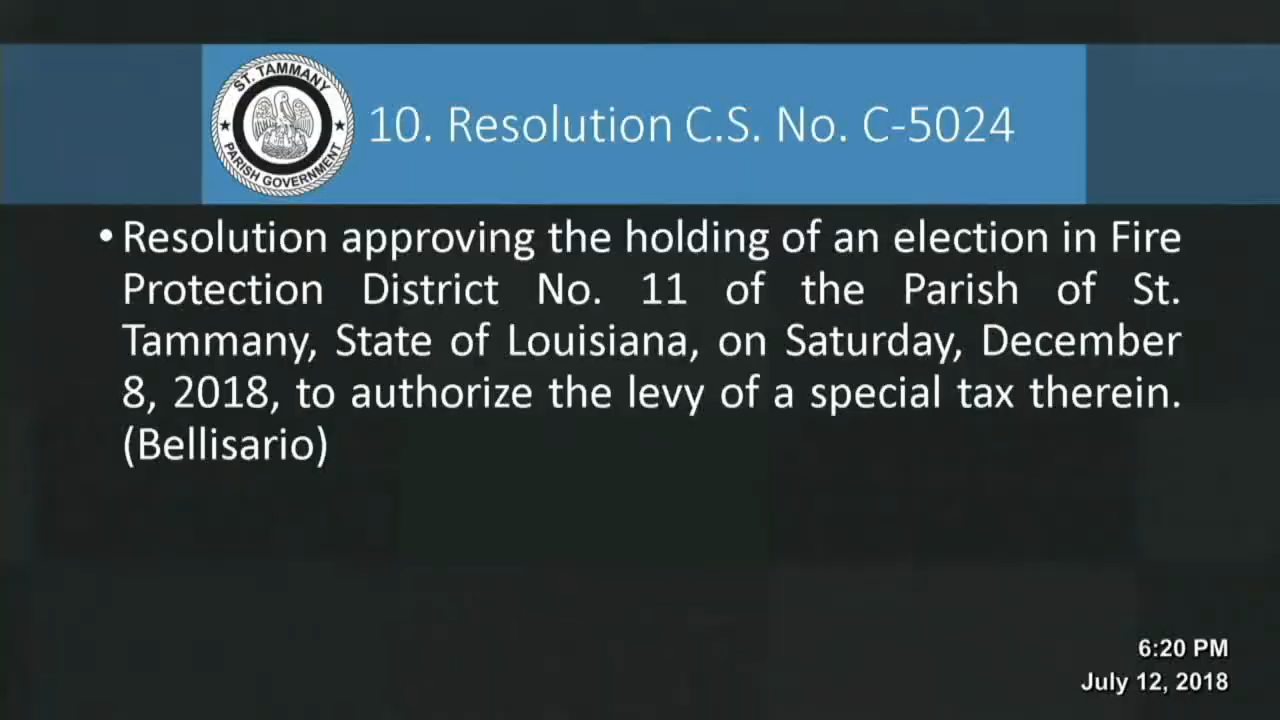 ST. TAMMANY
PARISH GOVERNMENT
10. Resolution C.S. No. C-5024
• Resolution approving the holding of an election in Fire
Protection District No. 11 of the Parish of St.
Tammany, State of Louisiana, on Saturday, December
8, 2018, to authorize the levy of a special tax therein.
(Bellisario)
6:20 PM
July 12, 2018